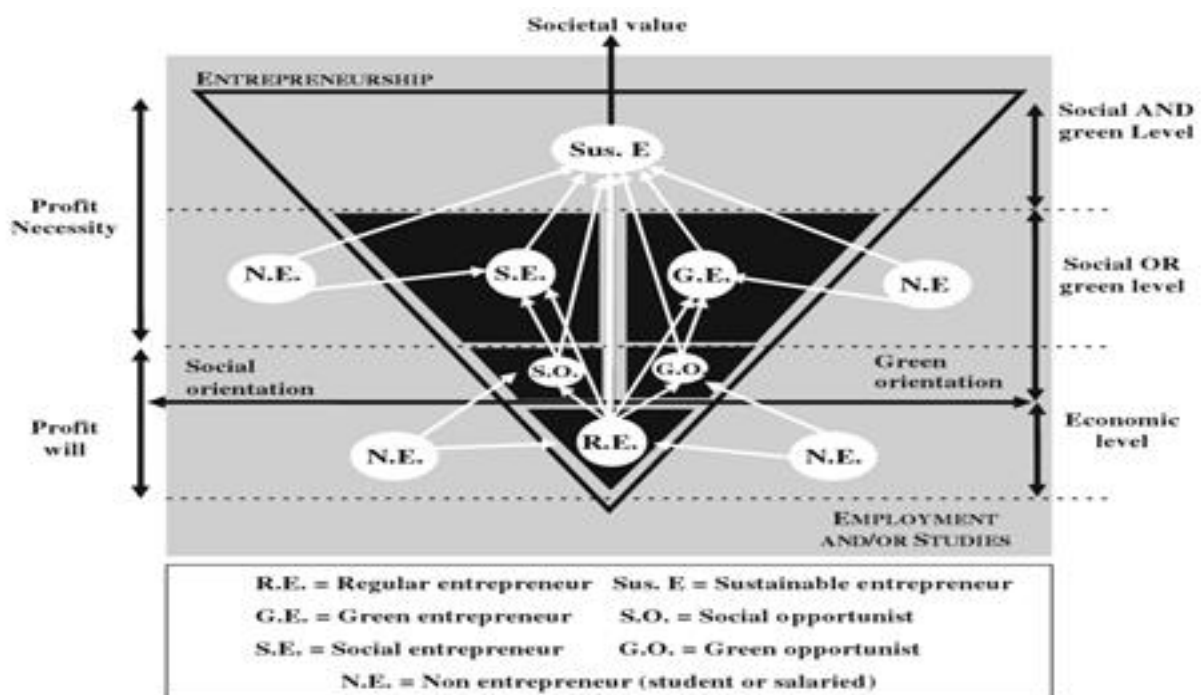 Societal value
ENTREPRENEURSHIP
Social AND
green Level
Sus. E
Profit
Necessity
N.E.
S.E.
G.E.
N.E
Social OR
green level
Social
orientation
S.O.
G.O
Green
orientation
Profit
will
N.E.
R.E.
N.E.
Economic
level
EMPLOYMENT
AND/OR STUDIES
R.E. = Regular entrepreneur Sus. E = Sustainable entrepreneur
G.E. = Green entrepreneur S.O. = Social opportunist
S.E. = Social entrepreneur G.O. = Green opportunist
N.E. = Non entrepreneur (student or salaried)